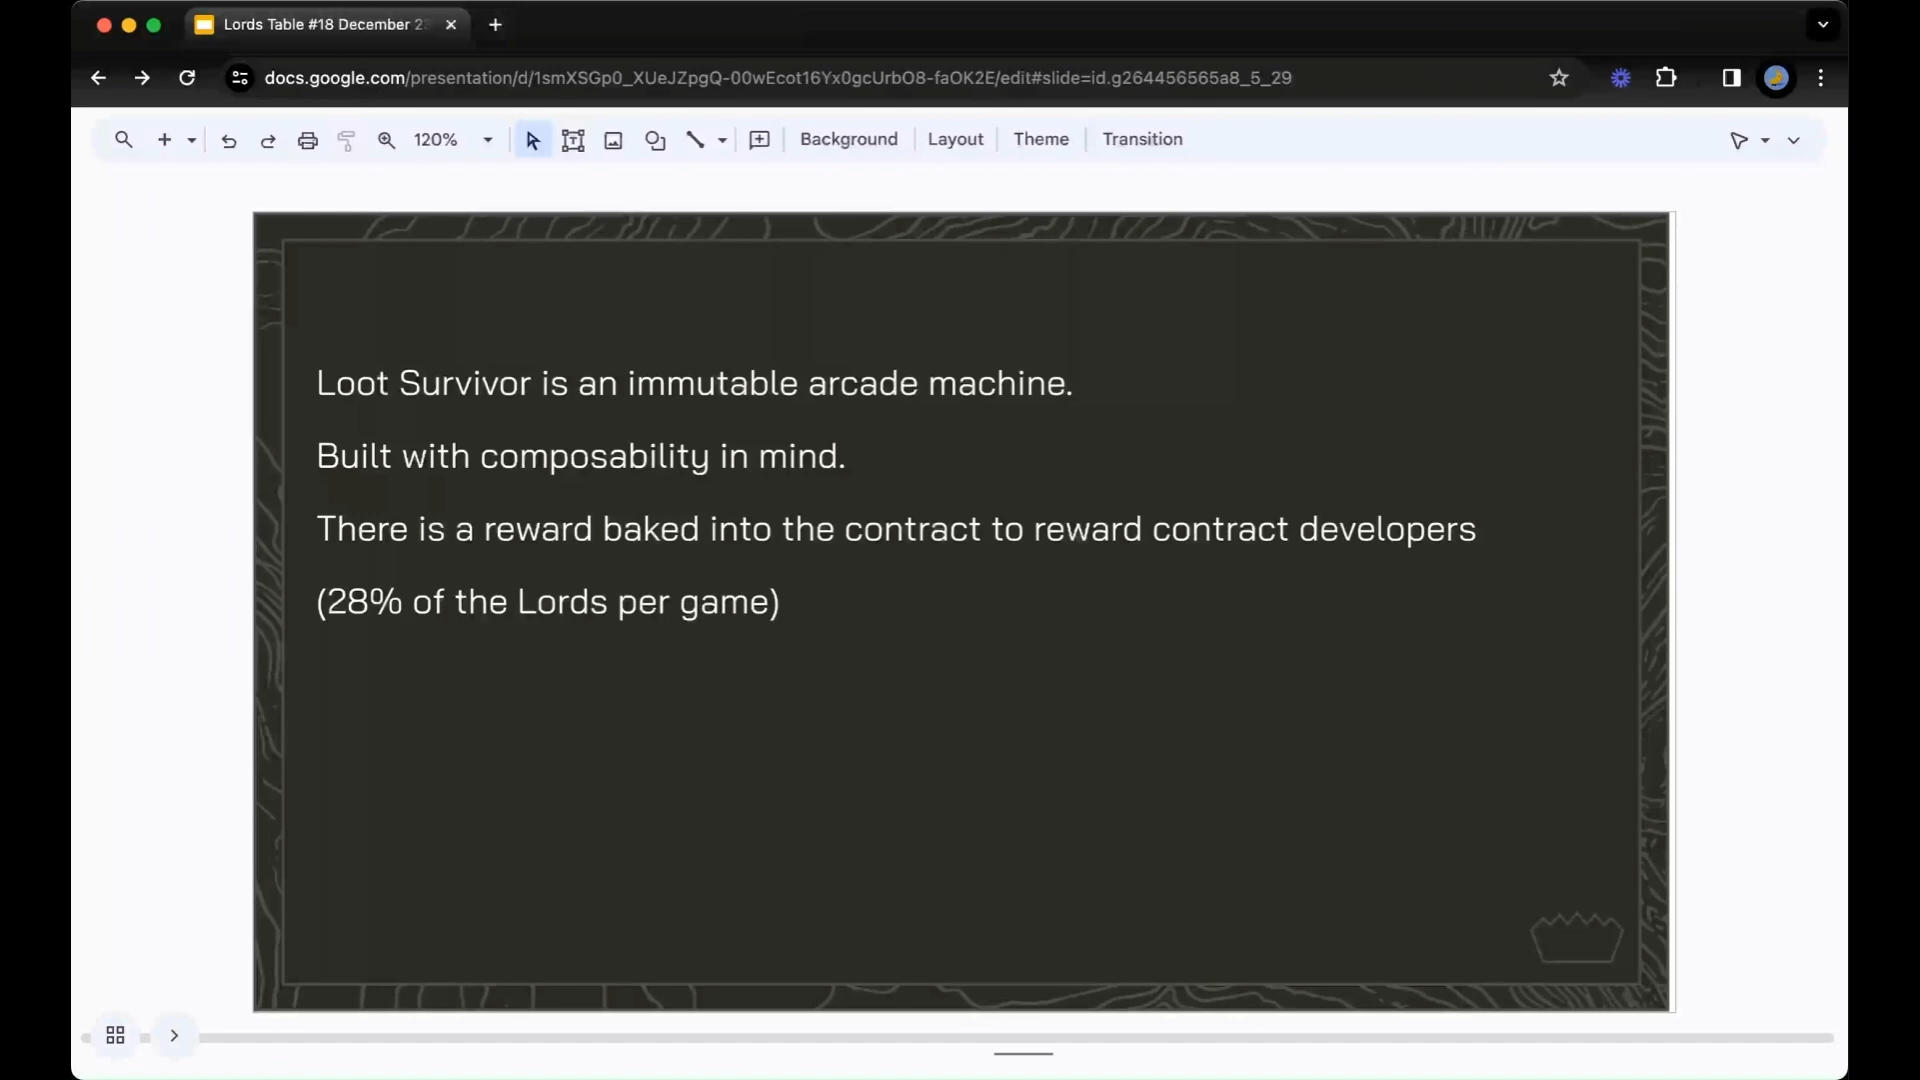 Lords Table #18 December 2
docs.google.com/presentation/d/1smXSGp0_XUeJZpgQ-00wEcot16Yx0gcUrbO8-faOK2E/edit#slide=id.g264456565a8_5_29
120% Background Layout Theme Transition
Loot Survivor is an immutable arcade machine.
Built with composability in mind.
There is a reward baked into the contract to reward contract developers
(28% of the Lords per game)